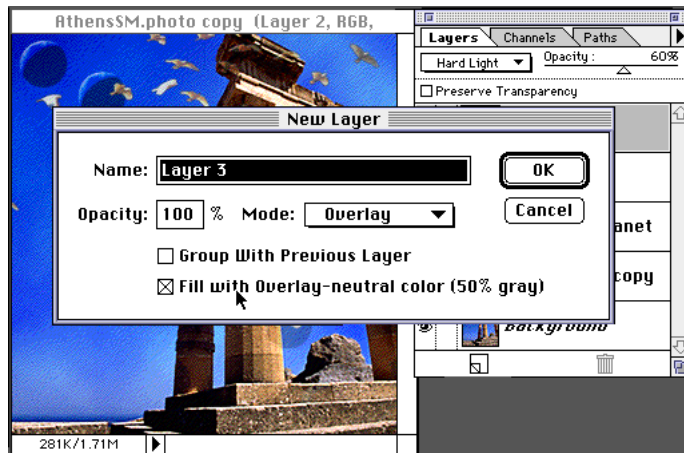 AthensSM.photo copy (Layer 2, RGB,
Layers Channels Paths
Hard Light Opacity: 60%
Preserve Transparency
New Layer
Name: Layer 3
OK
Opacity: 100 % Mode: Overlay
Cancel
anet
Group With Previous Layer
copy
Fill with Overlay-neutral color (50% gray)
Background
281K/1.71M